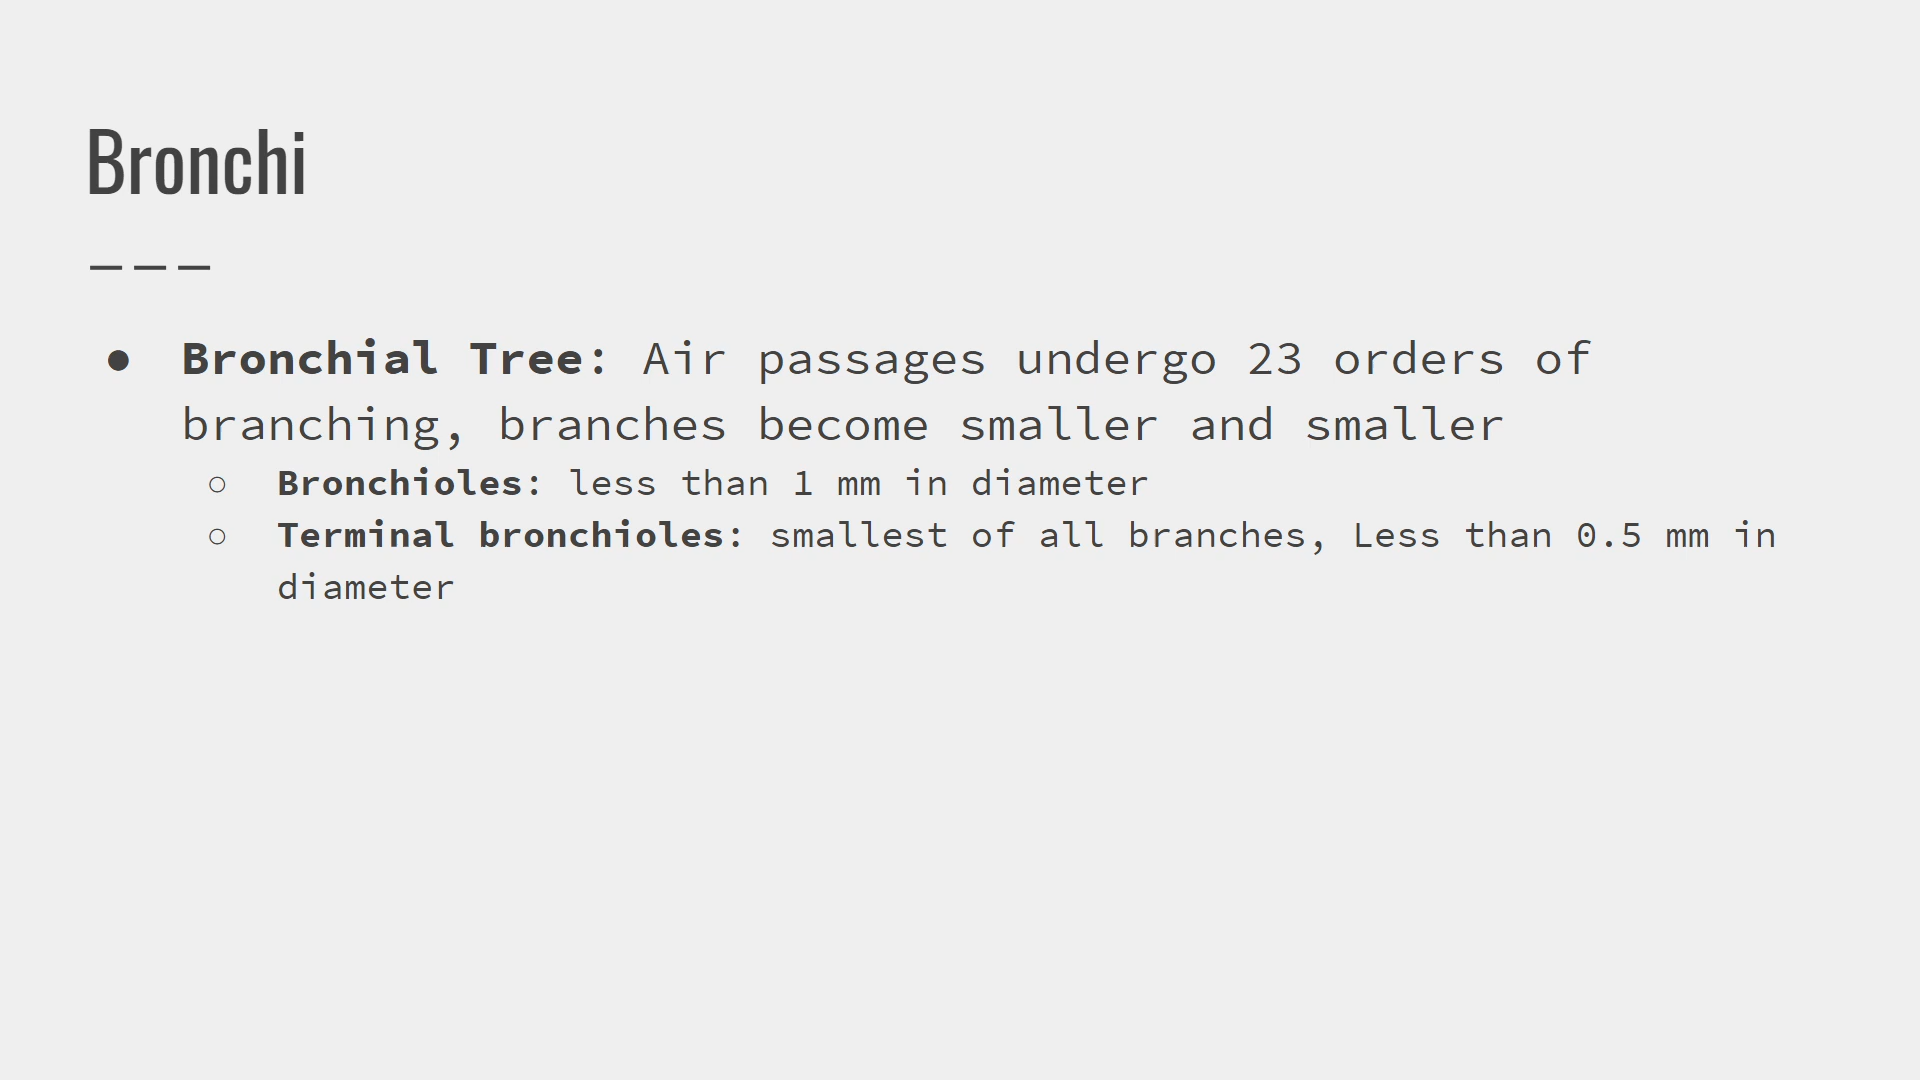 Bronchi
● Bronchial Tree: Air passages undergo 23 orders of
branching, branches become smaller and smaller
○ Bronchioles: less than 1 mm in diameter
○ Terminal bronchioles: smallest of all branches, Less than 0.5 mm in
diameter